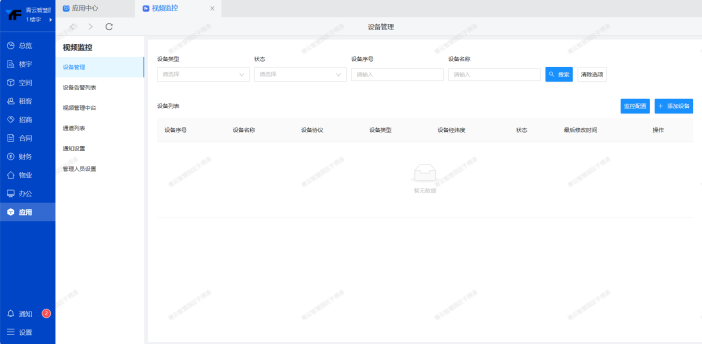 应用中心
视频监控
设备管理
1楼宇
总览
楼宇
空间
租客
招商
合同
财务
物业
办公
应用
通知 2
设置
视频监控
设备管理
设备告警列表
视频管理中台
通道列表
通知设置
管理人员设置
设备类型 状态 设备序号 设备名称
请选择 请选择 请输入 请输入 搜索 清除选项
设备列表 监控配置 + 添加设备
设备序号 设备名称 设备协议 设备类型 设备经纬度 状态 最后修改时间 操作
暂无数据